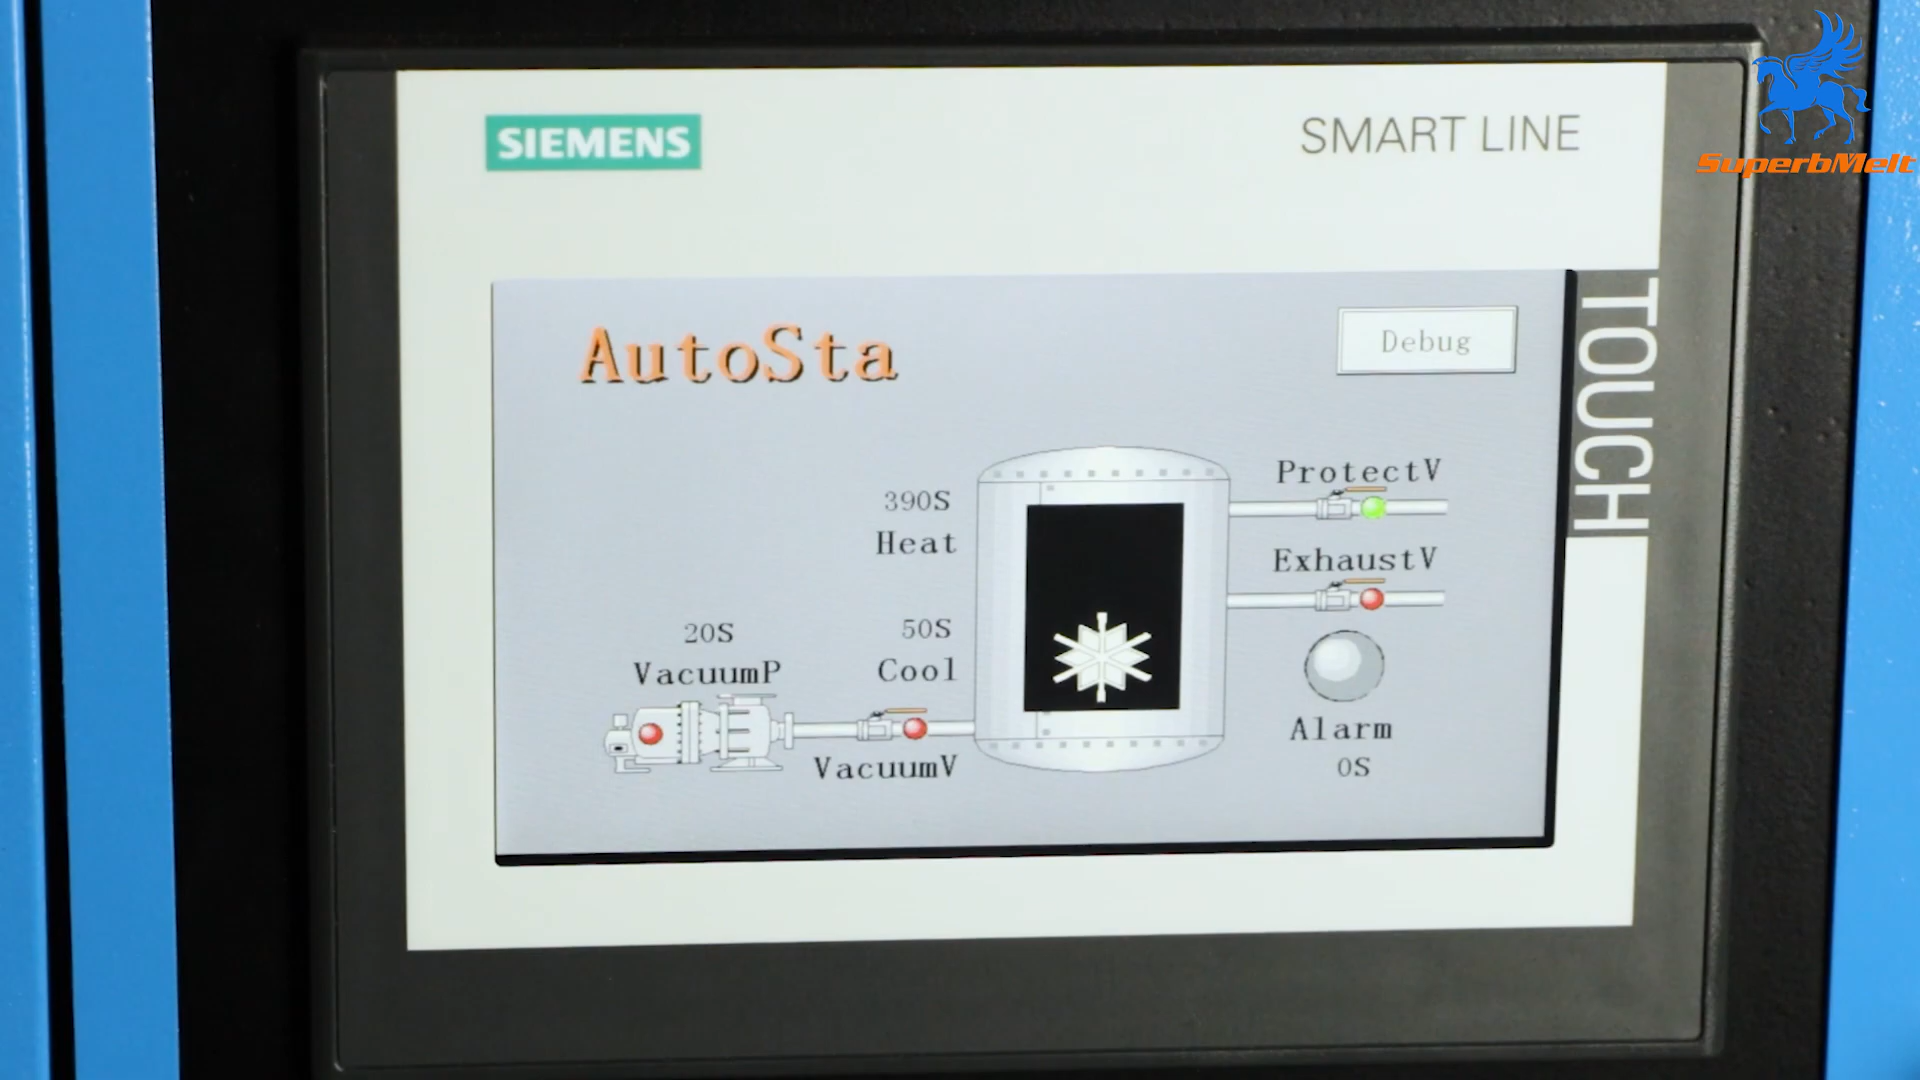 SIEMENS
SMART LINE
SuperbMelt
TOUCH
AutoSta
Debug
ProtectV
390S
Heat
ExhaustV
20S
50S
VacuumP
Cool
Alarm
VacuumV
0S